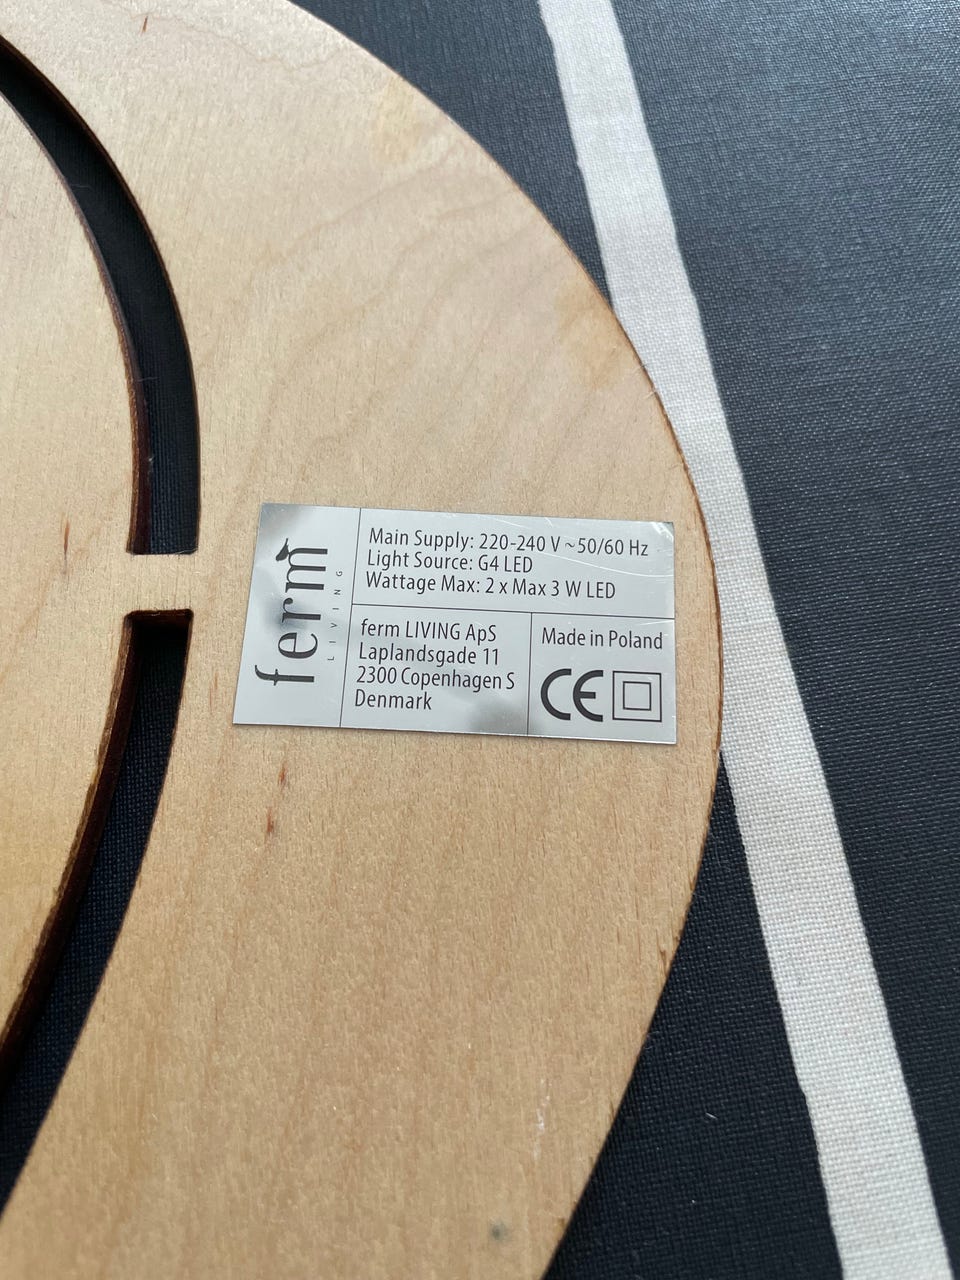 ferm
LIVING
Main Supply: 220-240 V ~ 50/60 Hz
Light Source: G4 LED
Wattage Max: 2 x Max 3 W LED
ferm LIVING ApS
Laplandsgade 11
2300 Copenhagen S
Denmark
Made in Poland
CE